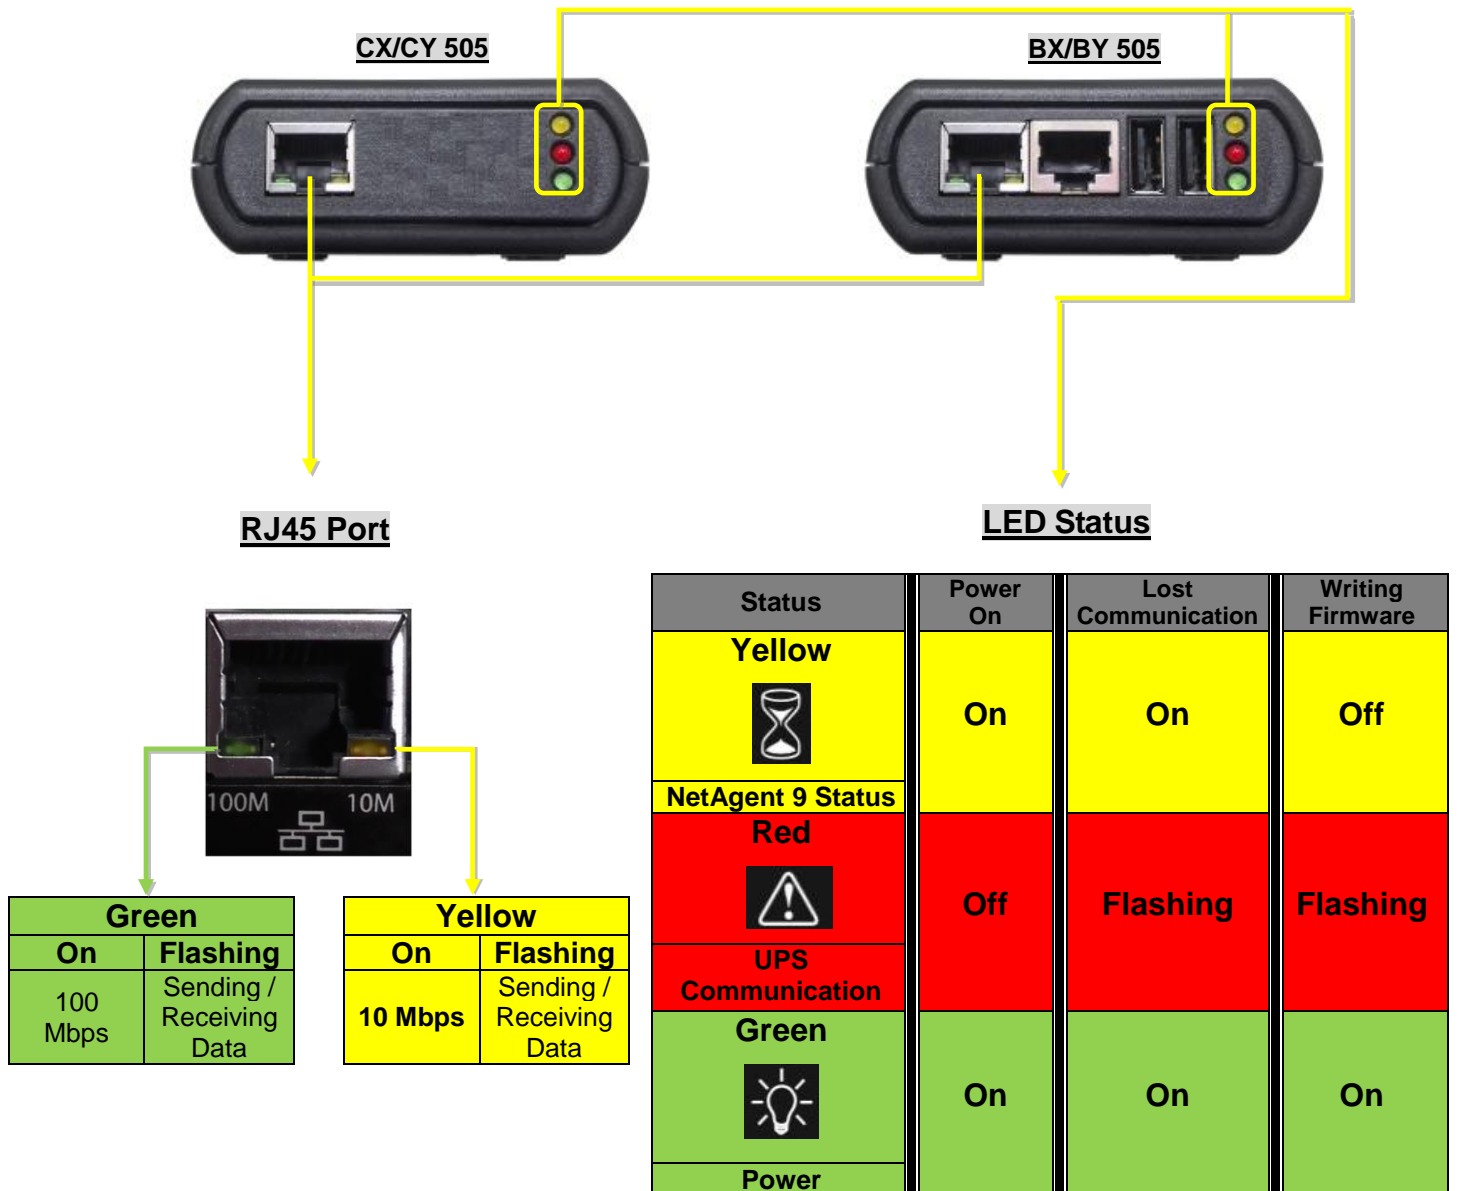 CX/CY 505
BX/BY 505
RJ45 Port
LED Status
100M 10M
Green
On Flashing
100 Mbps
Sending / Receiving Data
Yellow
On Flashing
10 Mbps
Sending / Receiving Data
Status
Power On
Lost Communication
Writing Firmware
Yellow
NetAgent 9 Status
On On Off
Red
UPS Communication
Off Flashing Flashing
Green
Power
On On On